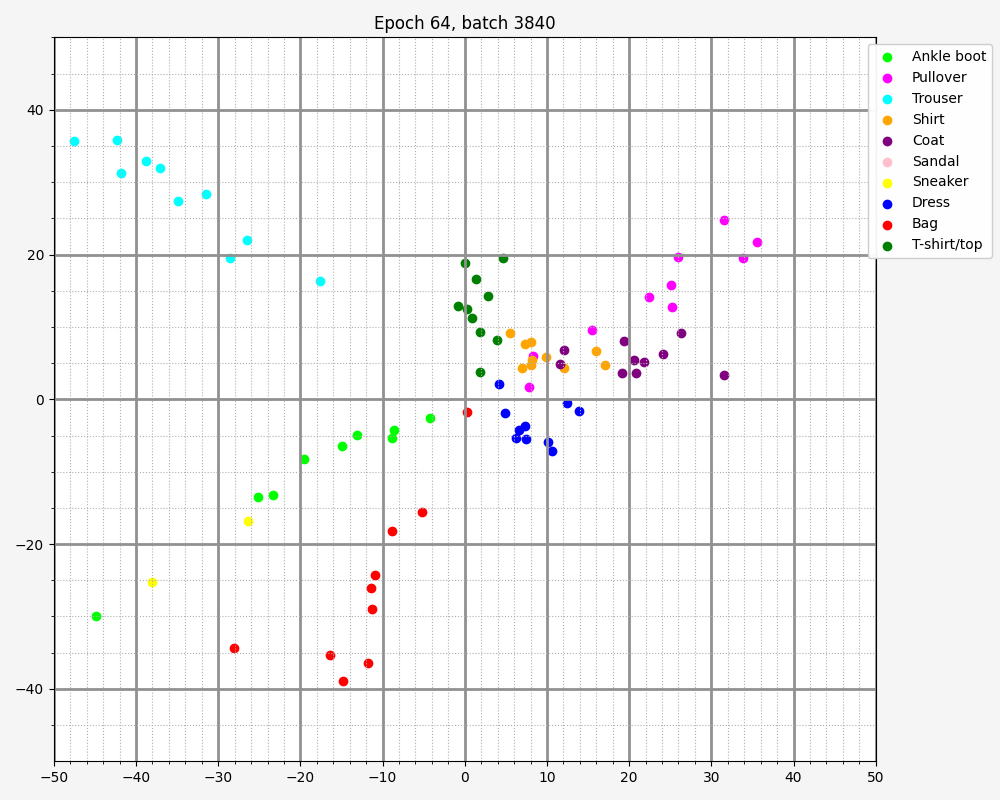 Epoch 64, batch 3840
Ankle boot
Pullover
Trouser
Shirt
Coat
Sandal
Sneaker
Dress
Bag
T-shirt/top
40
20
0
−20
−40
−50 −40 −30 −20 −10 0 10 20 30 40 50